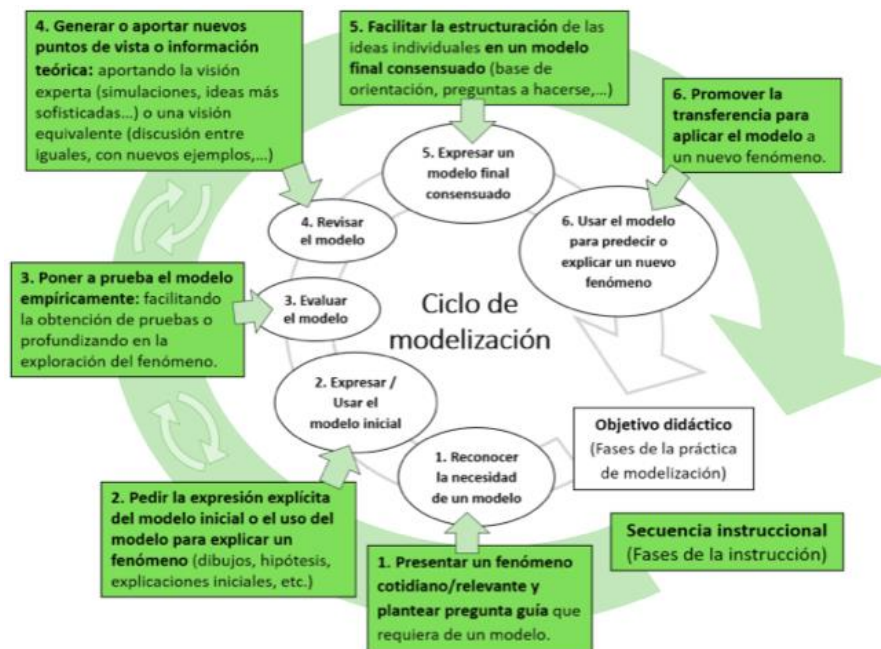 4. Generar o aportar nuevos
puntos de vista o información
teórica: aportando la visión
experta (simulaciones, ideas más
sofisticadas...) o una visión
equivalente (discusión entre
iguales, con nuevos ejemplos,...)
5. Facilitar la estructuración de las
ideas individuales en un modelo
final consensuado (base de
orientación, preguntas a hacerse,...)
6. Promover la
transferencia para
aplicar el modelo a
un nuevo fenómeno.
5. Expresar un
modelo final
consensuado
4. Revisar
el modelo
6. Usar el modelo
para predecir o
explicar un nuevo
fenómeno
3. Poner a prueba el modelo
empíricamente: facilitando
la obtención de pruebas o
profundizando en la
exploración del fenómeno.
3. Evaluar
el modelo
Ciclo de
modelización
2. Expresar /
Usar el
modelo inicial
1. Reconocer
la necesidad
de un modelo
Objetivo didáctico
(Fases de la práctica
de modelización)
2. Pedir la expresión explícita
del modelo inicial o el uso del
modelo para explicar un
fenómeno (dibujos, hipótesis,
explicaciones iniciales, etc.)
1. Presentar un fenómeno
cotidiano/relevante y
plantear pregunta guía que
requiera de un modelo.
Secuencia instruccional
(Fases de la instrucción)